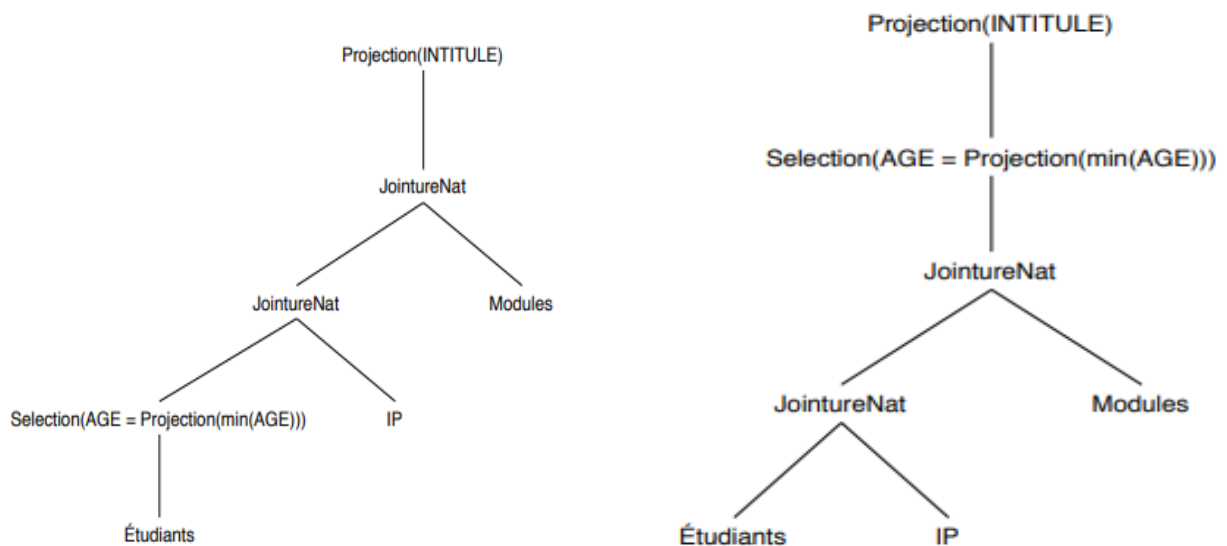 Projection(INTITULE)
JointureNat
JointureNat
Modules
Selection(AGE = Projection(min(AGE)))
IP
Étudiants
Projection(INTITULE)
Selection(AGE = Projection(min(AGE)))
JointureNat
JointureNat
Modules
Étudiants
IP